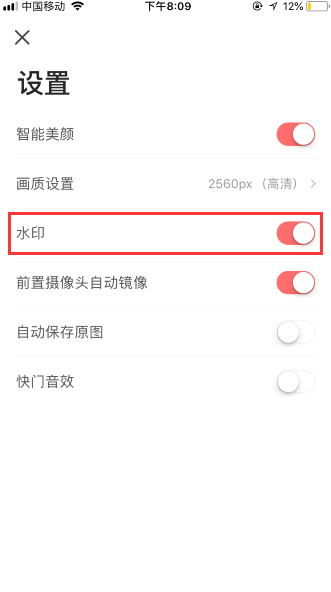 中国移动 下午8:09 12%
设置
智能美颜
画质设置 2560px（高清）
水印
前置摄像头自动镜像
自动保存原图
快门音效